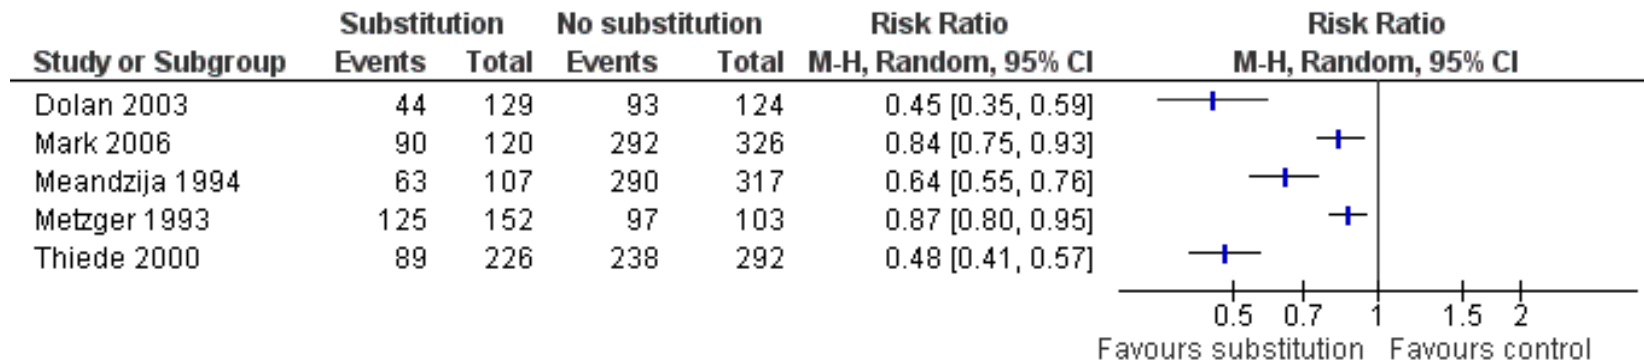 Substitution No substitution Risk Ratio Risk Ratio
Study or Subgroup Events Total Events Total M-H, Random, 95% CI M-H, Random, 95% CI
Dolan 2003 44 129 93 124 0.45 [0.35, 0.59]
Mark 2006 90 120 292 326 0.84 [0.75, 0.93]
Meandzija 1994 63 107 290 317 0.64 [0.55, 0.76]
Metzger 1993 125 152 97 103 0.87 [0.80, 0.95]
Thiede 2000 89 226 238 292 0.48 [0.41, 0.57]
0.5 0.7 1 1.5 2
Favours substitution Favours control